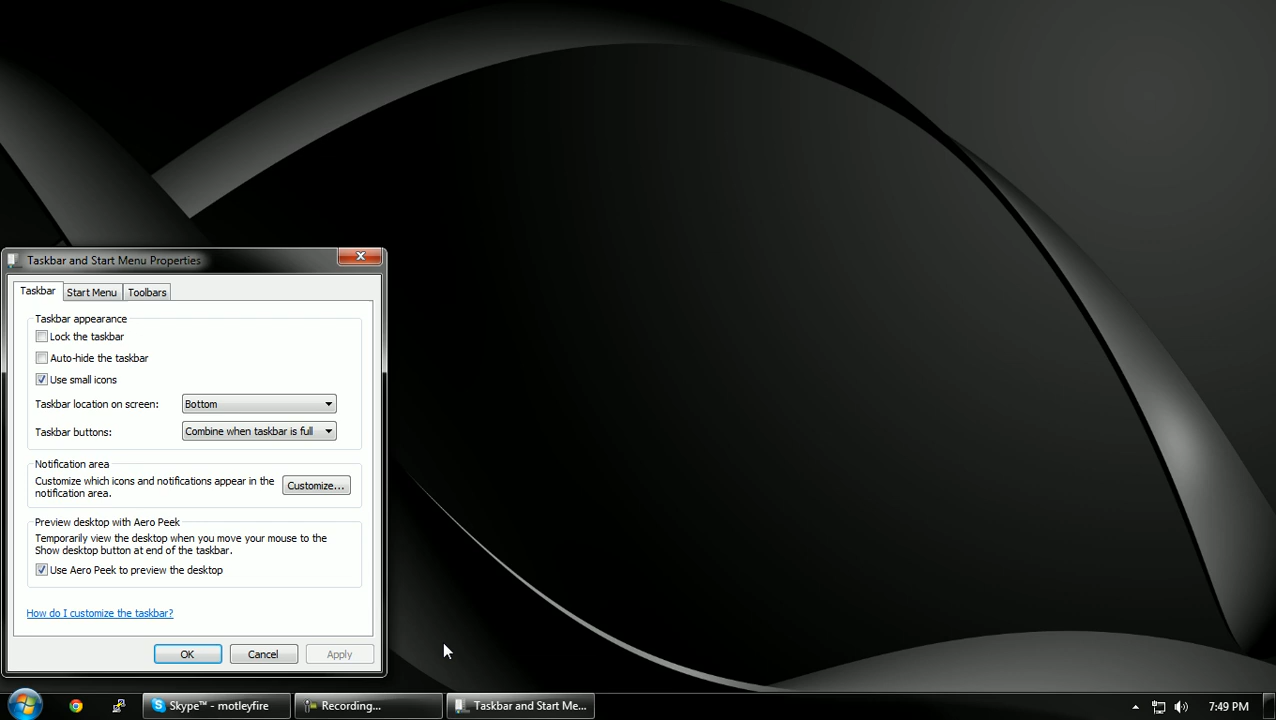 Taskbar and Start Menu Properties
Taskbar
Start Menu
Toolbars
Taskbar appearance
Lock the taskbar
Auto-hide the taskbar
Use small icons
Taskbar location on screen:
Bottom
Taskbar buttons:
Combine when taskbar is full
Notification area
Customize which icons and notifications appear in the
notification area.
Customize...
Preview desktop with Aero Peek
Temporarily view the desktop when you move your mouse to the
Show desktop button at end of the taskbar.
Use Aero Peek to preview the desktop
How do I customize the taskbar?
OK
Cancel
Apply
Skype™ - motleyfire
Recording...
Taskbar and Start Me...
7:49 PM